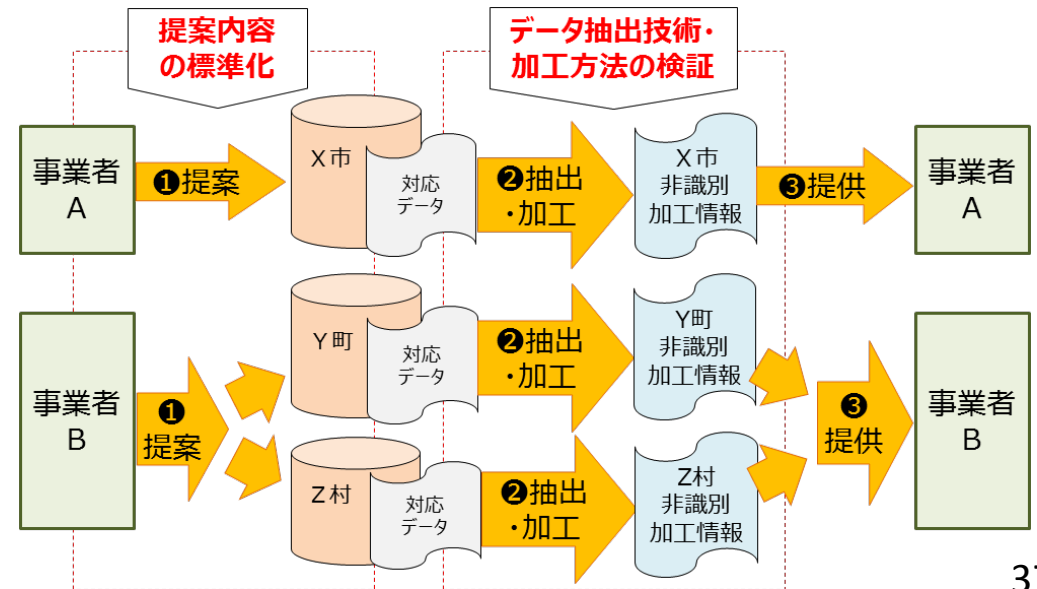 提案内容
の標準化
データ抽出技術・
加工方法の検証
事業者
A
❶提案
X市
対応
データ
❷抽出
・加工
X市
非識別
加工情報
❸提供
事業者
A
事業者
B
❶
提案
Y町
対応
データ
❷抽出
・加工
Y町
非識別
加工情報
Z村
対応
データ
❷抽出
・加工
Z村
非識別
加工情報
❸
提供
事業者
B